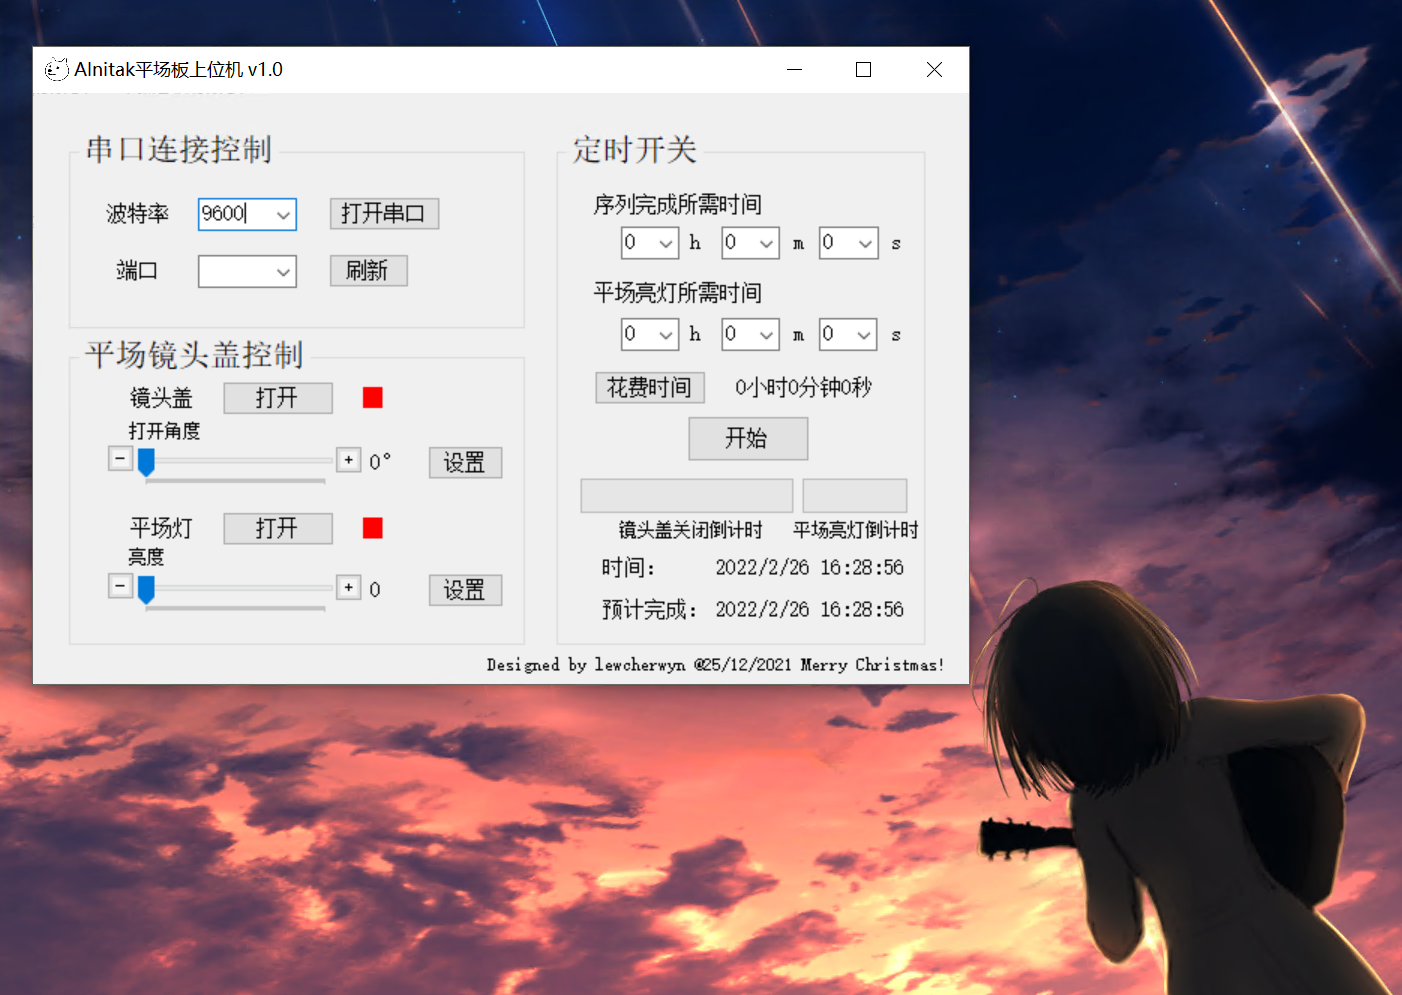 Alnitak平场板上位机 v1.0
串口连接控制
波特率 9600 打开串口
端口 刷新
平场镜头盖控制
镜头盖 打开
打开角度
− + 0° 设置
平场灯 打开
亮度
− + 0 设置
定时开关
序列完成所需时间
0 h 0 m 0 s
平场亮灯所需时间
0 h 0 m 0 s
花费时间 0小时0分钟0秒
开始
镜头盖关闭倒计时 平场亮灯倒计时
时间： 2022/2/26 16:28:56
预计完成： 2022/2/26 16:28:56
Designed by lewcherwyn @25/12/2021 Merry Christmas!